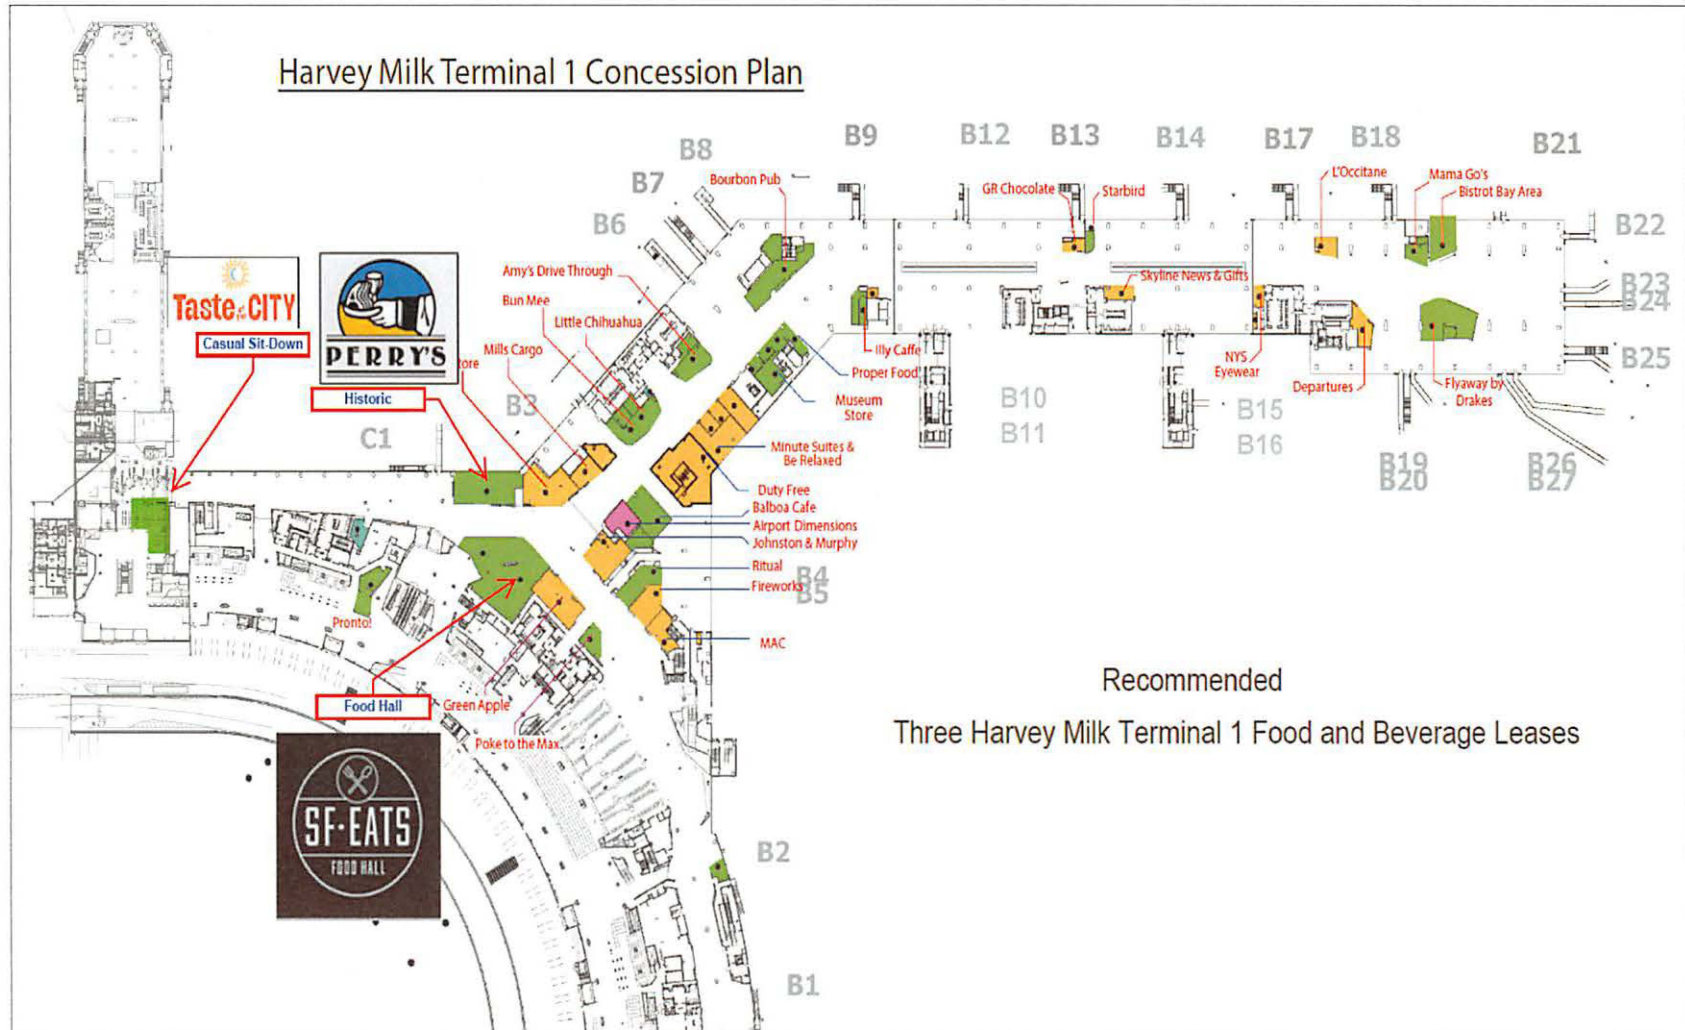 Harvey Milk Terminal 1 Concession Plan
B8
B9
B12
B13
B14
B17
B18
B21
B7
Bourbon Pub
GR Chocolate
Starbird
L'Occitane
Mama Go's
Bistrot Bay Area
B6
B22
Amy's Drive Through
Skyline News & Gifts
B23
B24
Taste of the CITY
Casual Sit-Down
PERRY'S
Historic
Bun Mee
Little Chihuahua
Mills Cargo
ore
Illy Caffe
Proper Food
Museum
Store
NYS
Eyewear
Departures
Flyaway by
Drakes
B25
B3
C1
B10
B11
B15
B16
Minute Suites &
Be Relaxed
B19
B20
B26
B27
Duty Free
Balboa Cafe
Airport Dimensions
Johnston & Murphy
Ritual
Fireworks
B4
B5
MAC
Pronto!
Food Hall
Green Apple
Poke to the Max
Recommended
Three Harvey Milk Terminal 1 Food and Beverage Leases
SF·EATS
FOOD HALL
B2
B1